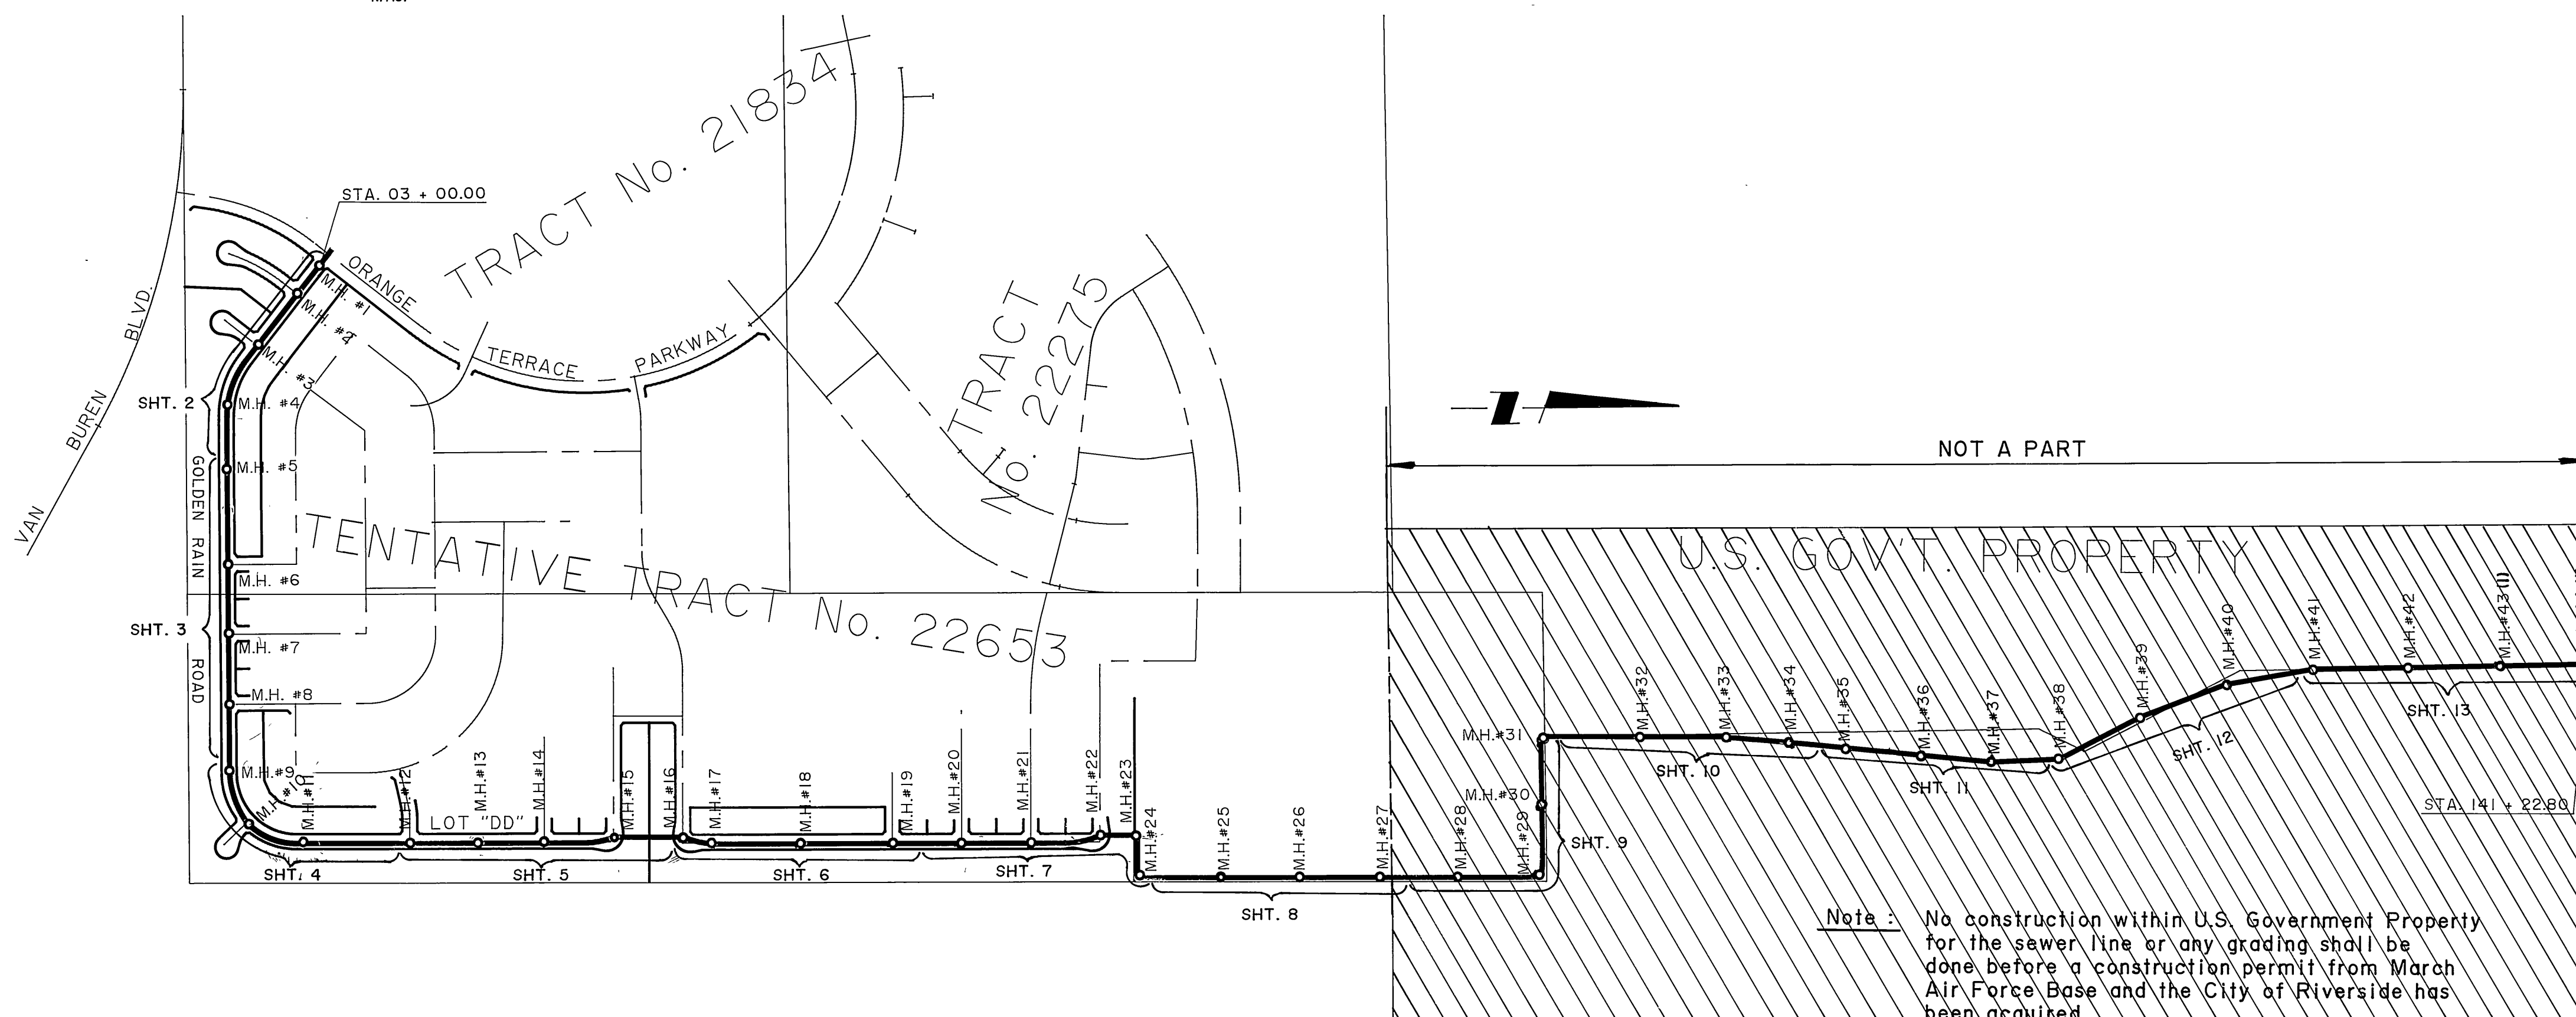 STA. 03 + 00.00
TRACT No. 21834
ORANGE
TERRACE
PARKWAY
TRACT
No. 22275
VAN
BUREN
BLVD.
M.H. #1
M.H. #2
M.H. #3
SHT. 2
M.H. #4
M.H. #5
GOLDEN RAIN
ROAD
SHT. 3
M.H. #6
M.H. #7
M.H. #8
M.H. #9
M.H. #10
M.H. #11
M.H. #12
M.H. #13
M.H. #14
M.H. #15
M.H. #16
M.H. #17
M.H. #18
M.H. #19
M.H. #20
M.H. #21
M.H. #22
M.H. #23
LOT "DD"
TENTATIVE TRACT No. 22653
SHT. 4
SHT. 5
SHT. 6
SHT. 7
M.H. #24
M.H. #25
M.H. #26
M.H. #27
M.H. #28
M.H. #29
M.H. #30
M.H. #31
SHT. 8
SHT. 9
Z
NOT A PART
U.S. GOV'T. PROPERTY
M.H. #32
M.H. #33
M.H. #34
M.H. #35
M.H. #36
M.H. #37
M.H. #38
M.H. #39
M.H. #40
M.H. #41
M.H. #42
M.H. #43(1)
SHT. 10
SHT. 11
SHT. 12
SHT. 13
STA. 141 + 22.80
Note : No construction within U.S. Government Property
for the sewer line or any grading shall be
done before a construction permit from March
Air Force Base and the City of Riverside has
been acquired